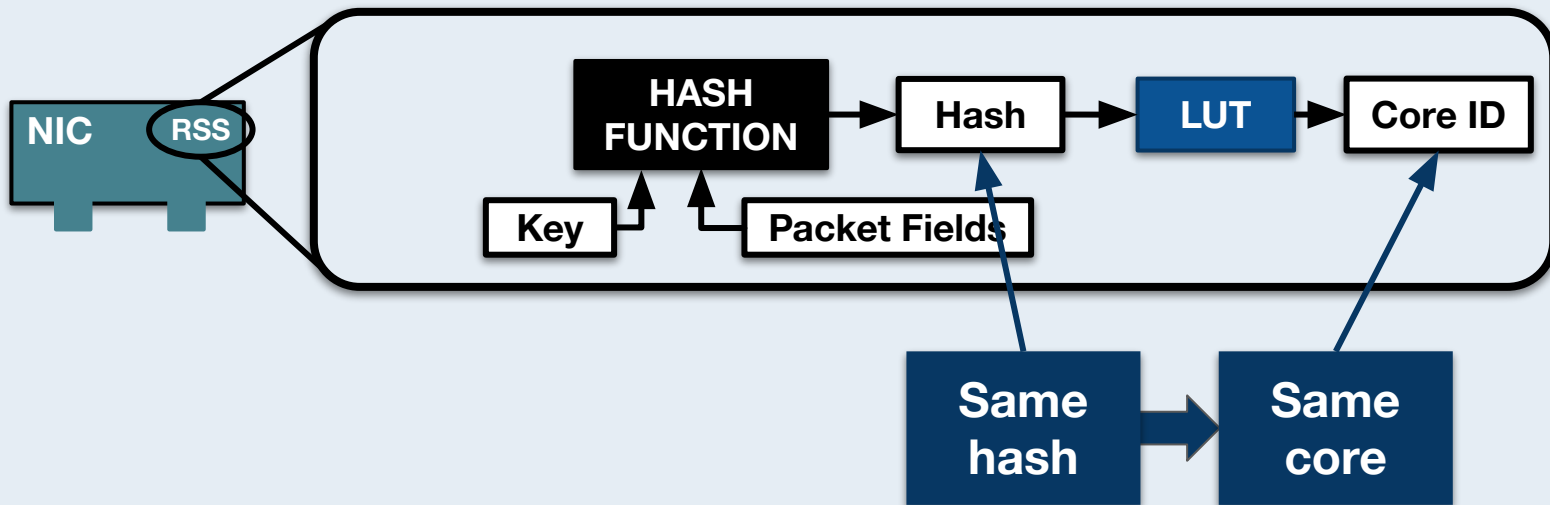 NIC
RSS
HASH
FUNCTION
Hash
LUT
Core ID
Key
Packet Fields
Same
hash
Same
core